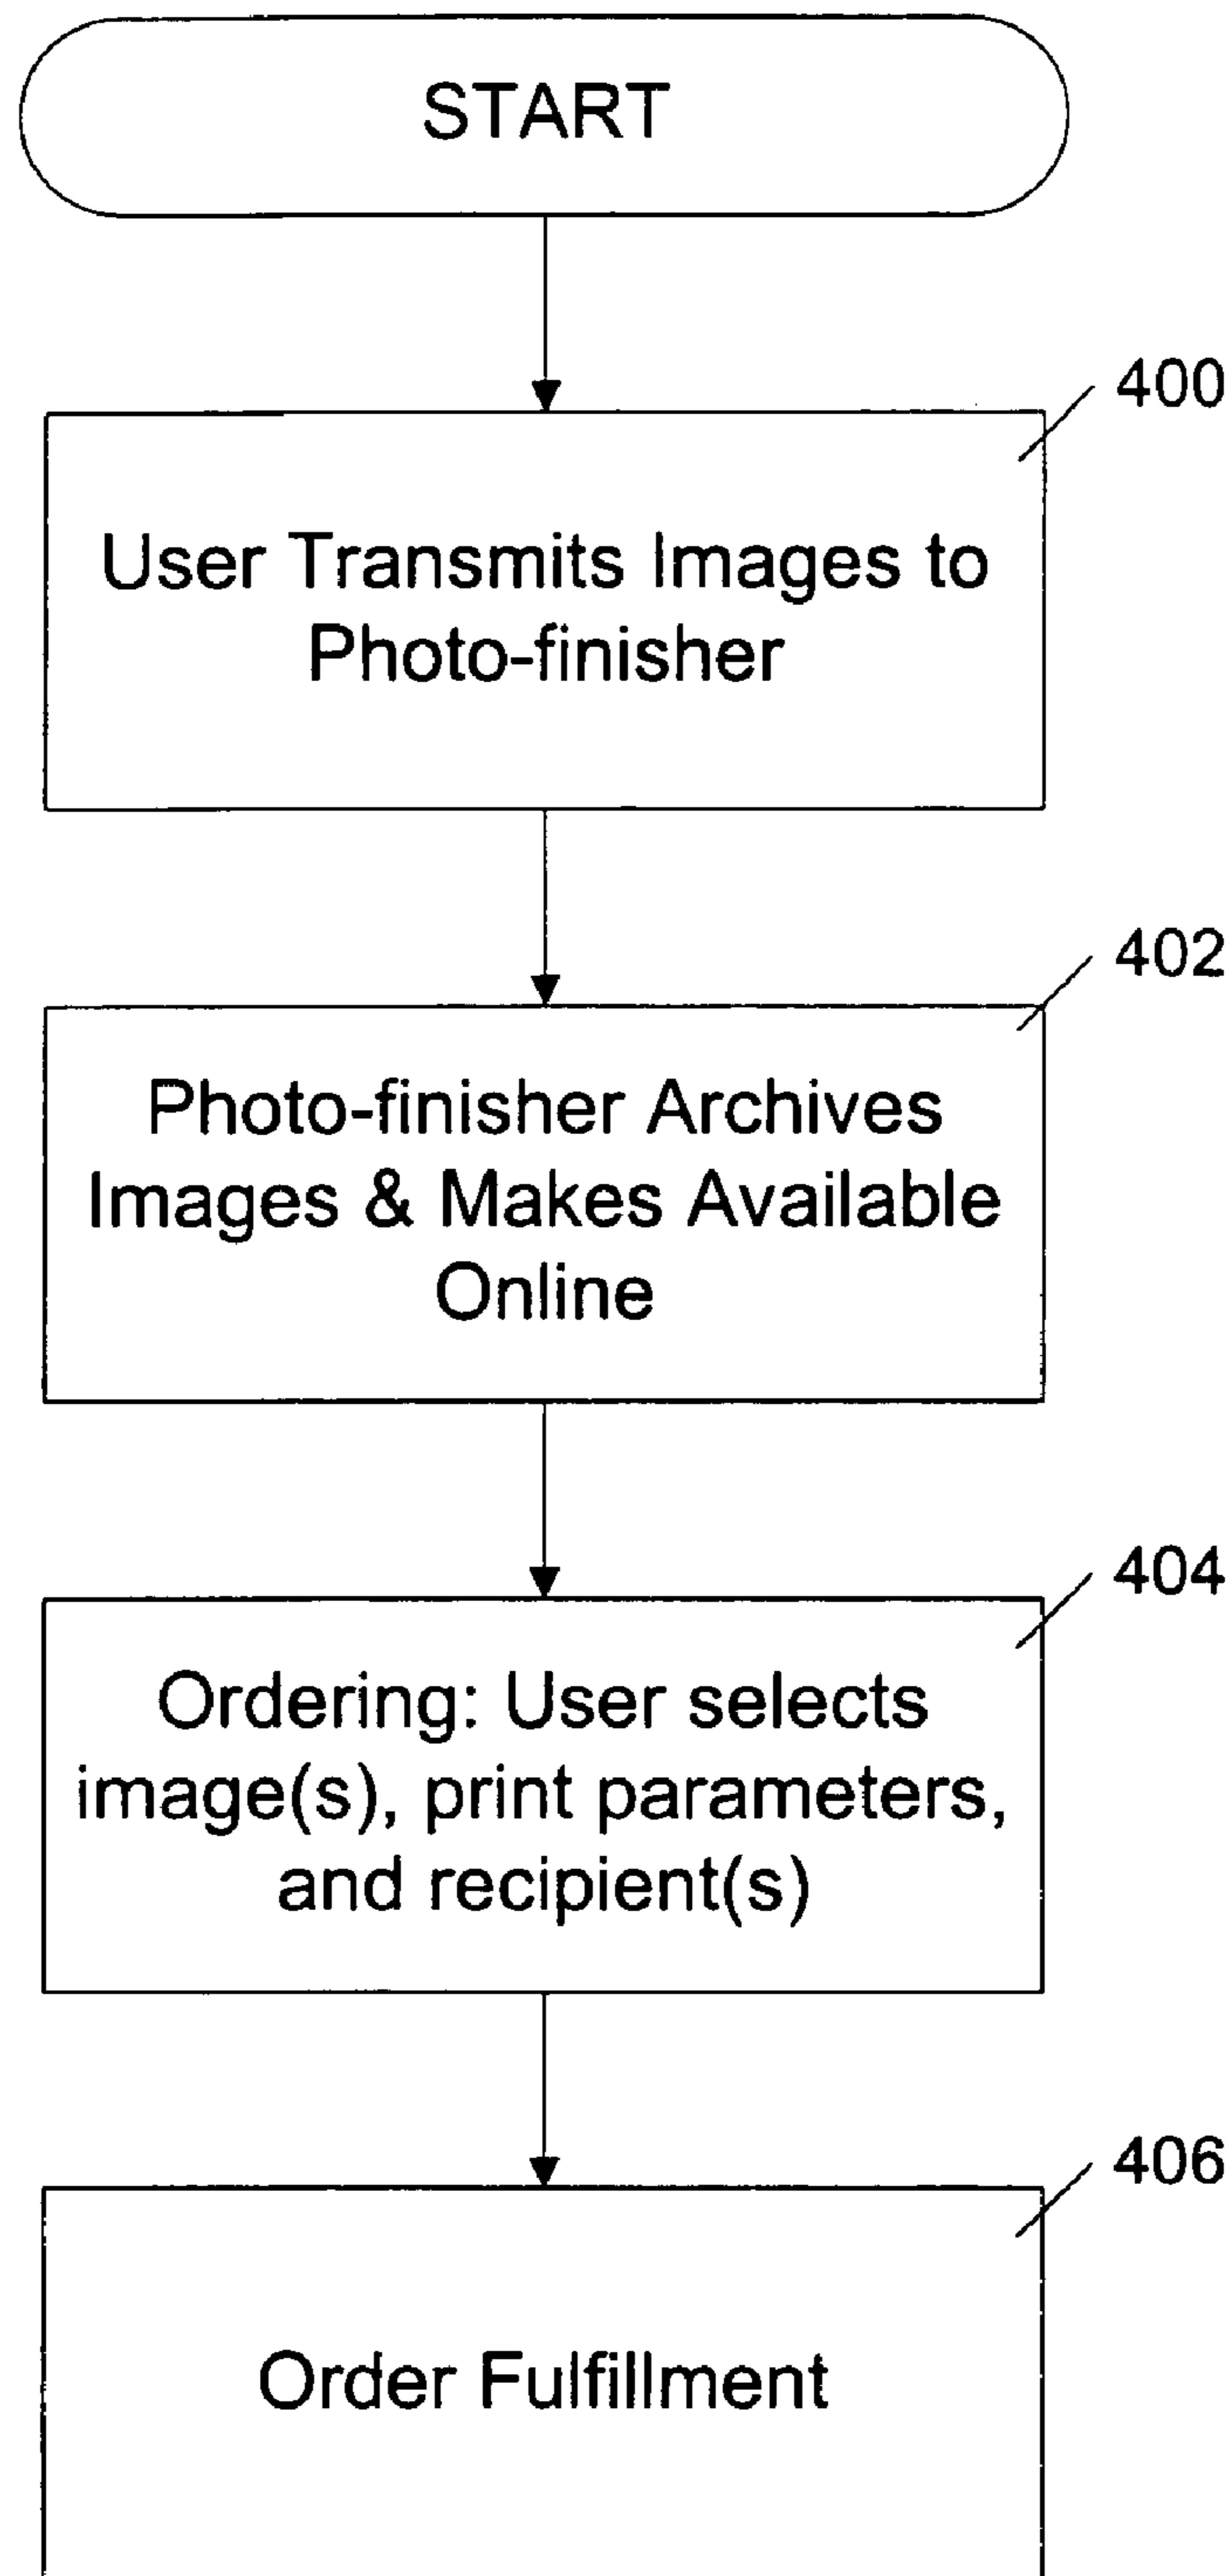 START
400
User Transmits Images to
Photo-finisher
402
Photo-finisher Archives
Images & Makes Available
Online
404
Ordering: User selects
image(s), print parameters,
and recipient(s)
406
Order Fulfillment